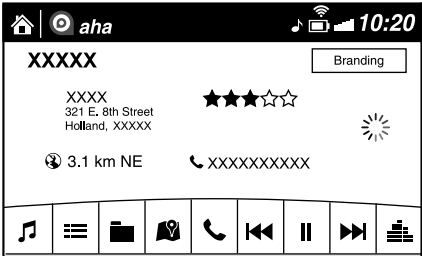 aha 10:20
XXXXX Branding
XXXX
321 E. 8th Street
Holland, XXXXX
3.1 km NE XXXXXXXXXX